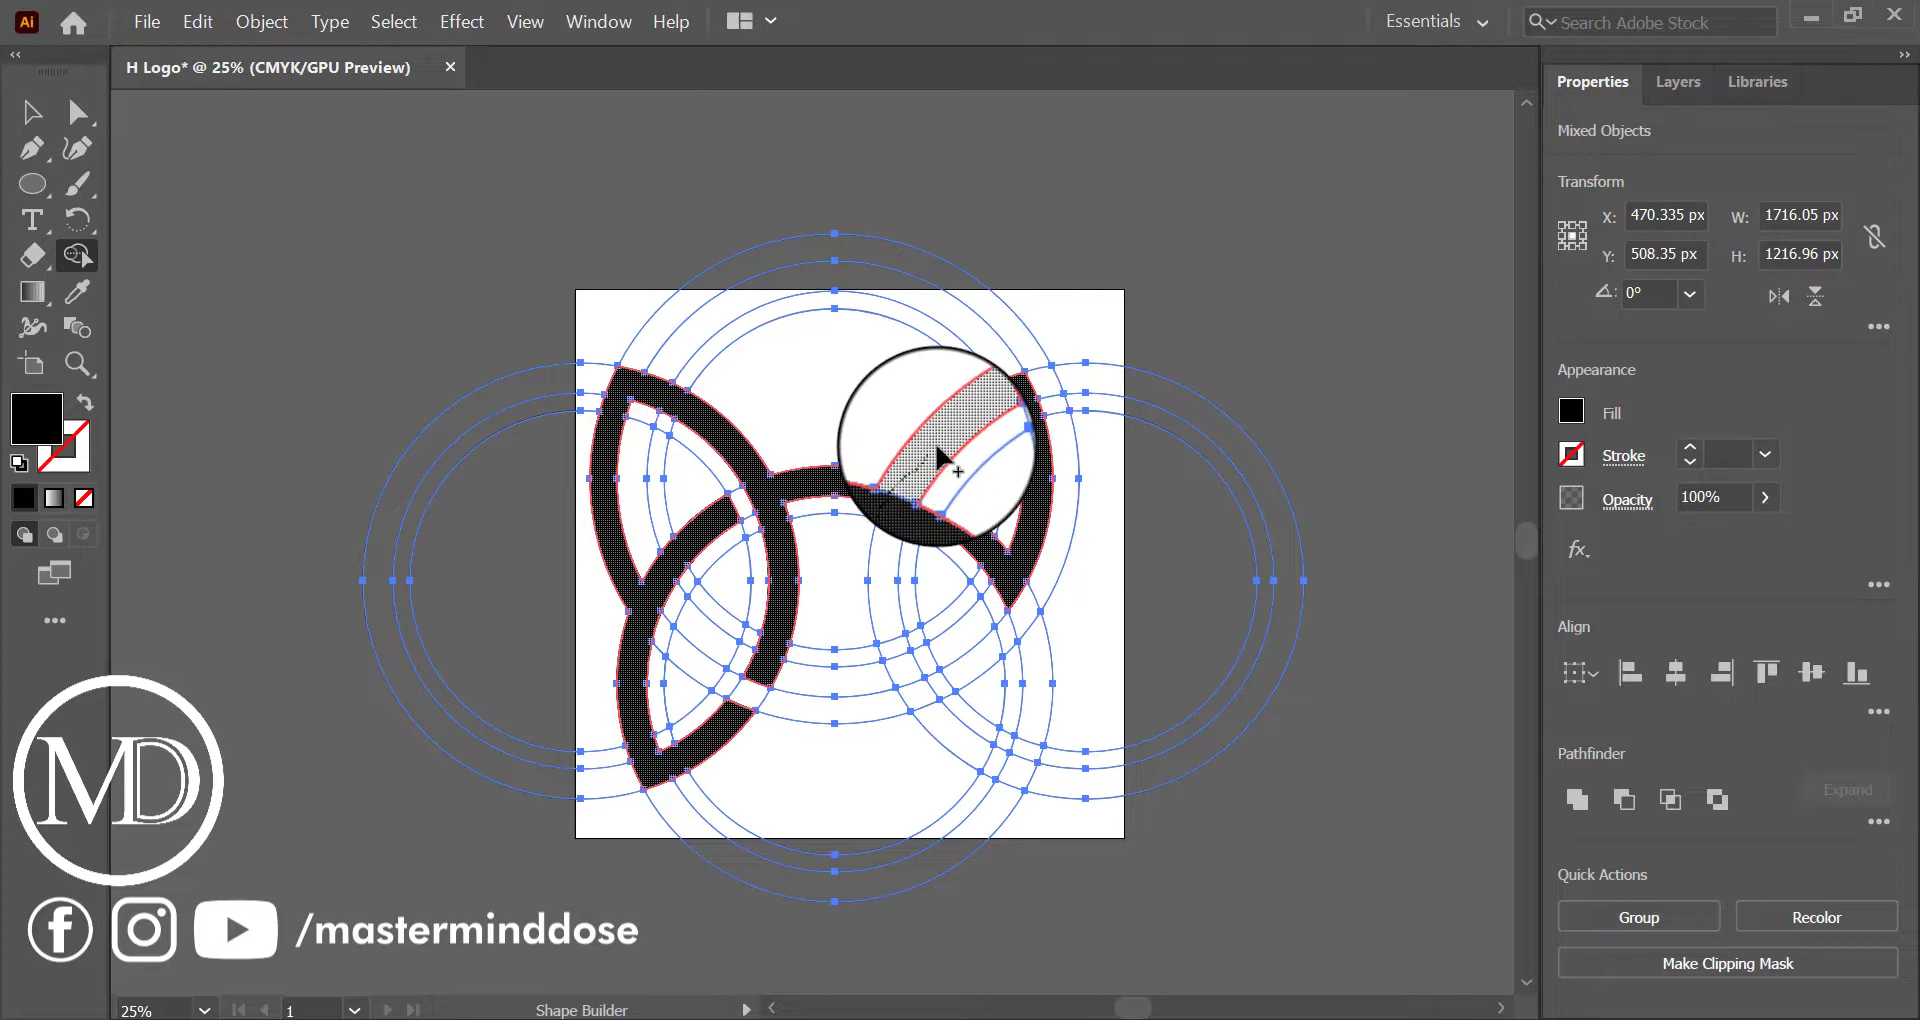 Ai File Edit Object Type Select Effect View Window Help Essentials Search Adobe Stock
H Logo* @ 25% (CMYK/GPU Preview)
Properties Layers Libraries
Mixed Objects
Transform
X: 470.335 px W: 1716.05 px
Y: 508.35 px H: 1216.96 px
0°
Appearance
Fill
Stroke
Opacity 100%
fx.
Align
Pathfinder
Expand
Quick Actions
Group Recolor
Make Clipping Mask
MD
/masterminddose
25% 1 Shape Builder